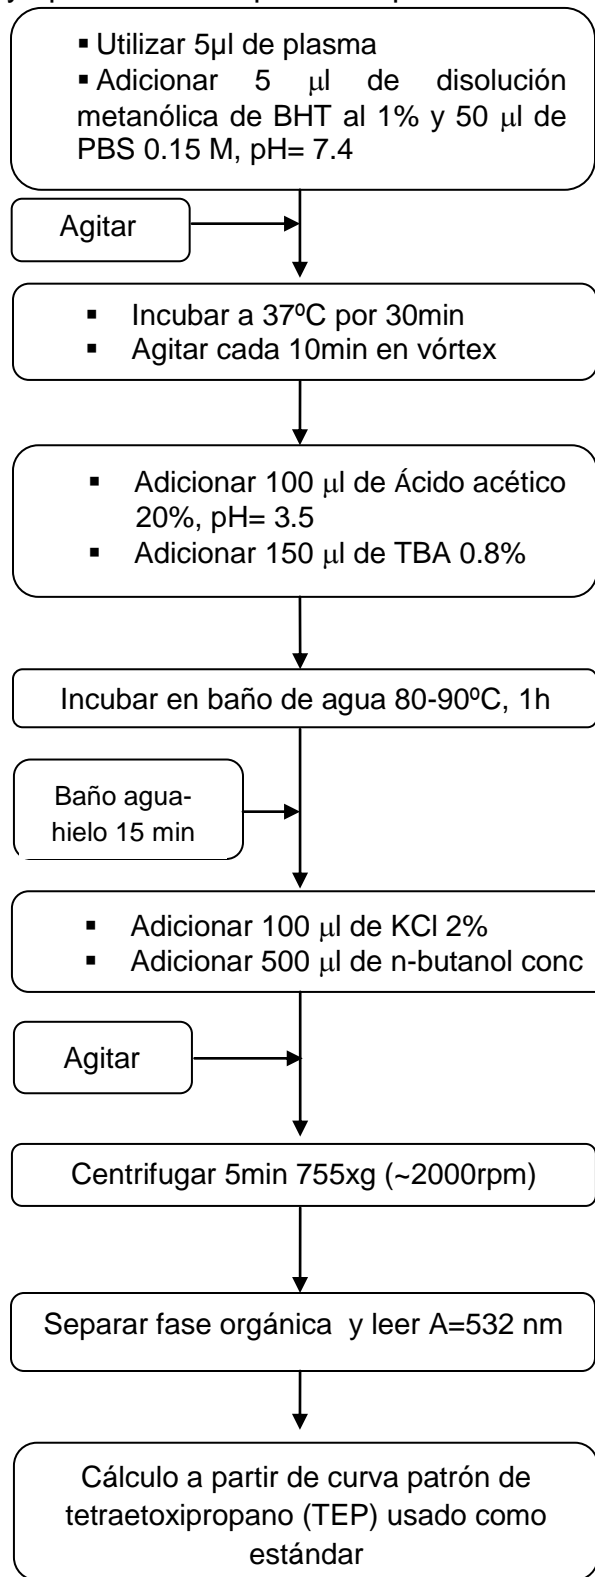 ▪ Utilizar 5µl de plasma
▪ Adicionar 5 µl de disolución
metanólica de BHT al 1% y 50 µl de
PBS 0.15 M, pH= 7.4
Agitar
▪ Incubar a 37ºC por 30min
▪ Agitar cada 10min en vórtex
▪ Adicionar 100 µl de Ácido acético
20%, pH= 3.5
▪ Adicionar 150 µl de TBA 0.8%
Incubar en baño de agua 80-90ºC, 1h
Baño agua-
hielo 15 min
▪ Adicionar 100 µl de KCl 2%
▪ Adicionar 500 µl de n-butanol conc
Agitar
Centrifugar 5min 755xg (~2000rpm)
Separar fase orgánica y leer A=532 nm
Cálculo a partir de curva patrón de
tetraetoxipropano (TEP) usado como
estándar